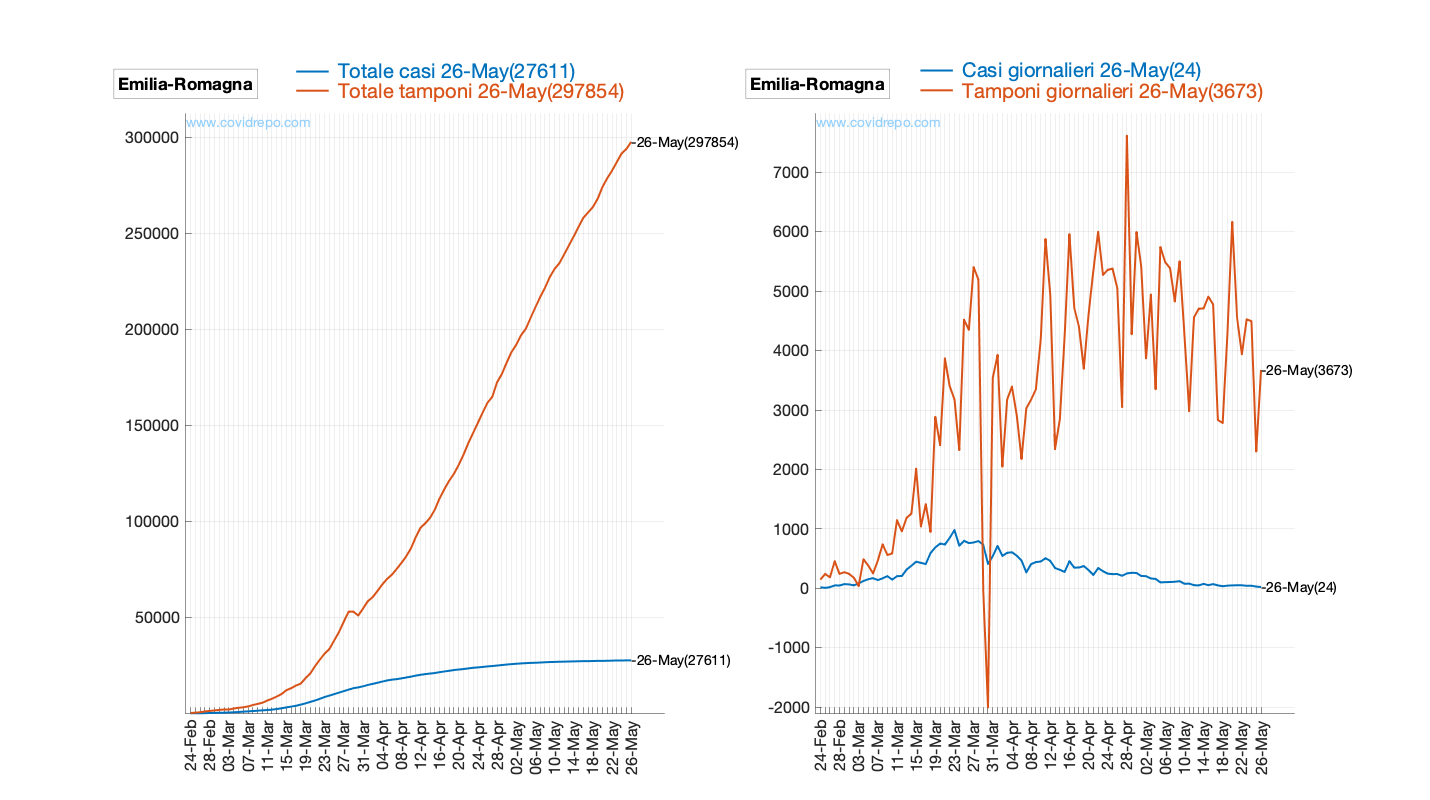 Emilia-Romagna
Totale casi 26-May(27611)
Totale tamponi 26-May(297854)
www.covidrepo.com
300000
250000
200000
150000
100000
50000
26-May(297854)
26-May(27611)
24-Feb
28-Feb
03-Mar
07-Mar
11-Mar
15-Mar
19-Mar
23-Mar
27-Mar
31-Mar
04-Apr
08-Apr
12-Apr
16-Apr
20-Apr
24-Apr
28-Apr
02-May
06-May
10-May
14-May
18-May
22-May
26-May
Emilia-Romagna
Casi giornalieri 26-May(24)
Tamponi giornalieri 26-May(3673)
www.covidrepo.com
7000
6000
5000
4000
3000
2000
1000
0
-1000
-2000
26-May(3673)
26-May(24)
24-Feb
28-Feb
03-Mar
07-Mar
11-Mar
15-Mar
19-Mar
23-Mar
27-Mar
31-Mar
04-Apr
08-Apr
12-Apr
16-Apr
20-Apr
24-Apr
28-Apr
02-May
06-May
10-May
14-May
18-May
22-May
26-May